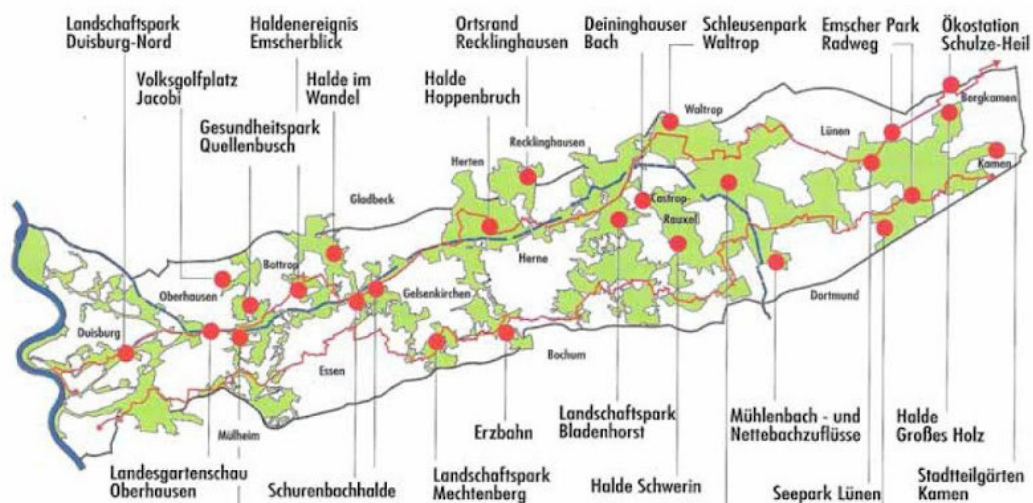 Landschaftspark
Duisburg-Nord
Haldenereignis
Emscherblick
Ortsrand
Recklinghausen
Deininghauser
Bach
Schleusenpark
Waltrop
Emscher Park
Radweg
Ökostation
Schulze-Heil
Volksgolfplatz
Jacobi
Halde im
Wandel
Halde
Hoppenbruch
Gesundheitspark
Quellenbusch
Waltrop
Lünen
Bergkamen
Recklinghausen
Herten
Kamen
Gladbeck
Castrop-
Rauxel
Bottrop
Herne
Oberhausen
Gelsenkirchen
Dortmund
Duisburg
Essen
Bochum
Mülheim
Erzbahn
Landschaftspark
Bladenhorst
Mühlenbach - und
Nettebachzuflüsse
Halde
Großes Holz
Landesgartenschau
Oberhausen
Schurenbachhalde
Landschaftspark
Mechtenberg
Halde Schwerin
Seepark Lünen
Stadtteilgärten
Kamen